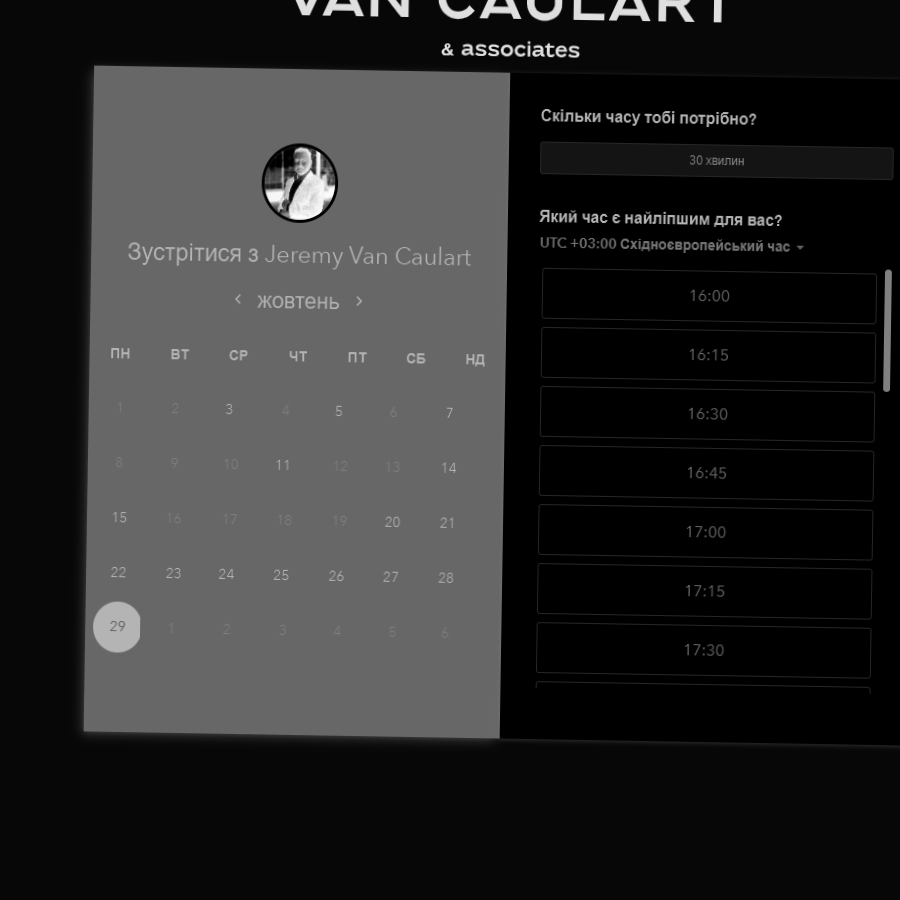 VAN CAULART
& associates
Зустрітися з Jeremy Van Caulart
‹ жовтень ›
ПН ВТ СР ЧТ ПТ СБ НД
1 2 3 4 5 6 7
8 9 10 11 12 13 14
15 16 17 18 19 20 21
22 23 24 25 26 27 28
29 1 2 3 4 5 6
Скільки часу тобі потрібно?
30 хвилин
Який час є найліпшим для вас?
UTC +03:00 Східноєвропейський час
16:00
16:15
16:30
16:45
17:00
17:15
17:30